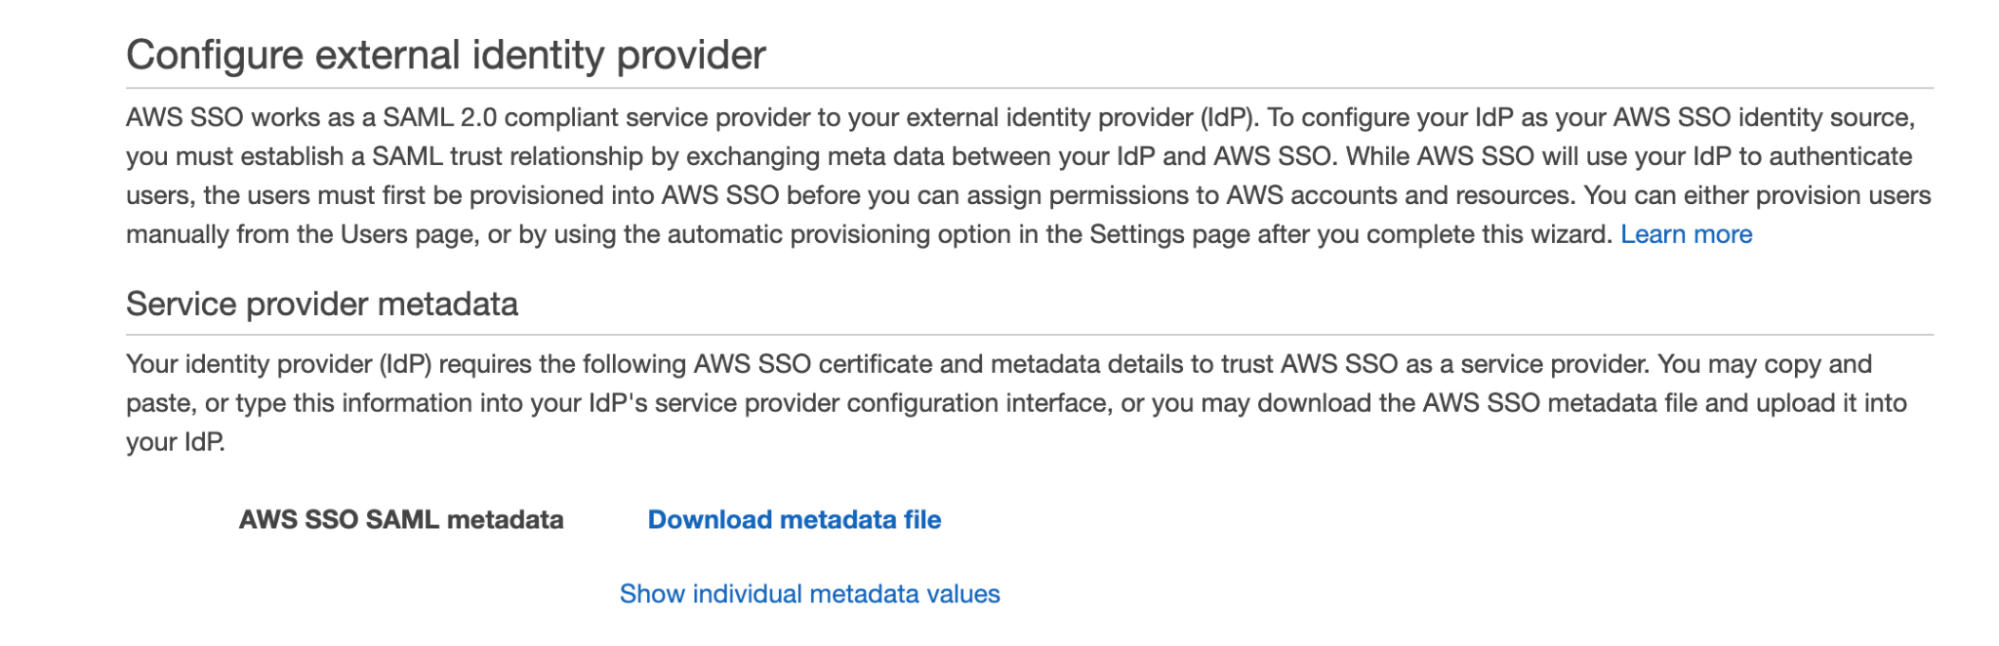 Configure external identity provider
AWS SSO works as a SAML 2.0 compliant service provider to your external identity provider (IdP). To configure your IdP as your AWS SSO identity source,
you must establish a SAML trust relationship by exchanging meta data between your IdP and AWS SSO. While AWS SSO will use your IdP to authenticate
users, the users must first be provisioned into AWS SSO before you can assign permissions to AWS accounts and resources. You can either provision users
manually from the Users page, or by using the automatic provisioning option in the Settings page after you complete this wizard. Learn more
Service provider metadata
Your identity provider (IdP) requires the following AWS SSO certificate and metadata details to trust AWS SSO as a service provider. You may copy and
paste, or type this information into your IdP's service provider configuration interface, or you may download the AWS SSO metadata file and upload it into
your IdP.
AWS SSO SAML metadata Download metadata file
Show individual metadata values